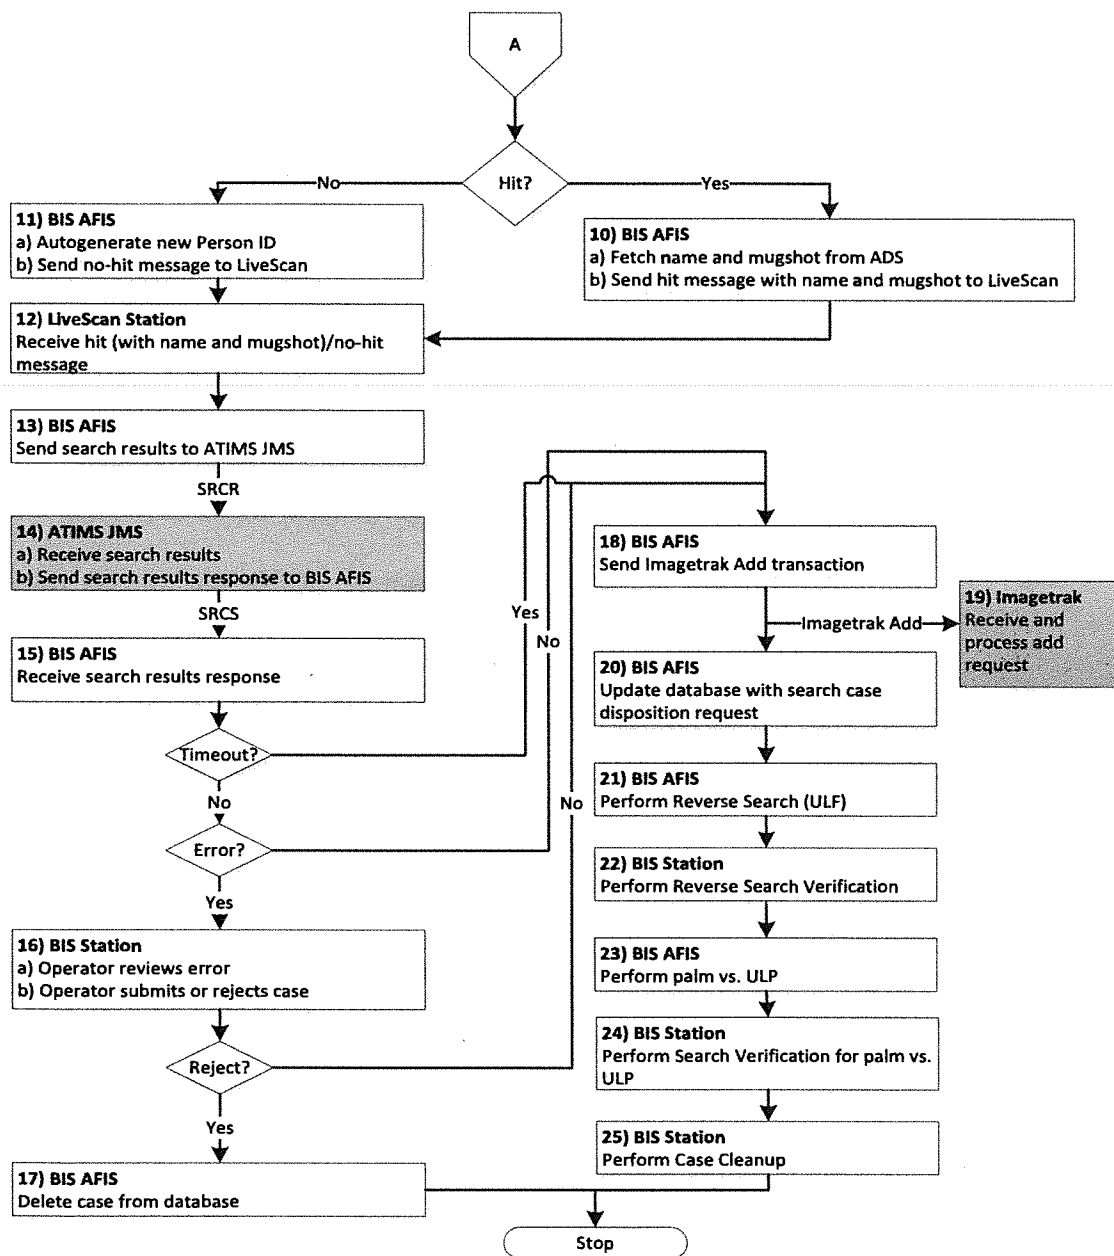 A
Hit?
No
Yes
11) BIS AFIS
a) Autogenerate new Person ID
b) Send no-hit message to LiveScan
10) BIS AFIS
a) Fetch name and mugshot from ADS
b) Send hit message with name and mugshot to LiveScan
12) LiveScan Station
Receive hit (with name and mugshot)/no-hit
message
13) BIS AFIS
Send search results to ATIMS JMS
SRCR
14) ATIMS JMS
a) Receive search results
b) Send search results response to BIS AFIS
SRCS
15) BIS AFIS
Receive search results response
Timeout?
Yes
No
Error?
No
Yes
16) BIS Station
a) Operator reviews error
b) Operator submits or rejects case
Reject?
No
Yes
17) BIS AFIS
Delete case from database
18) BIS AFIS
Send Imagetrak Add transaction
Imagetrak Add
19) Imagetrak
Receive and
process add
request
20) BIS AFIS
Update database with search case
disposition request
21) BIS AFIS
Perform Reverse Search (ULF)
22) BIS Station
Perform Reverse Search Verification
23) BIS AFIS
Perform palm vs. ULP
24) BIS Station
Perform Search Verification for palm vs.
ULP
25) BIS Station
Perform Case Cleanup
Stop